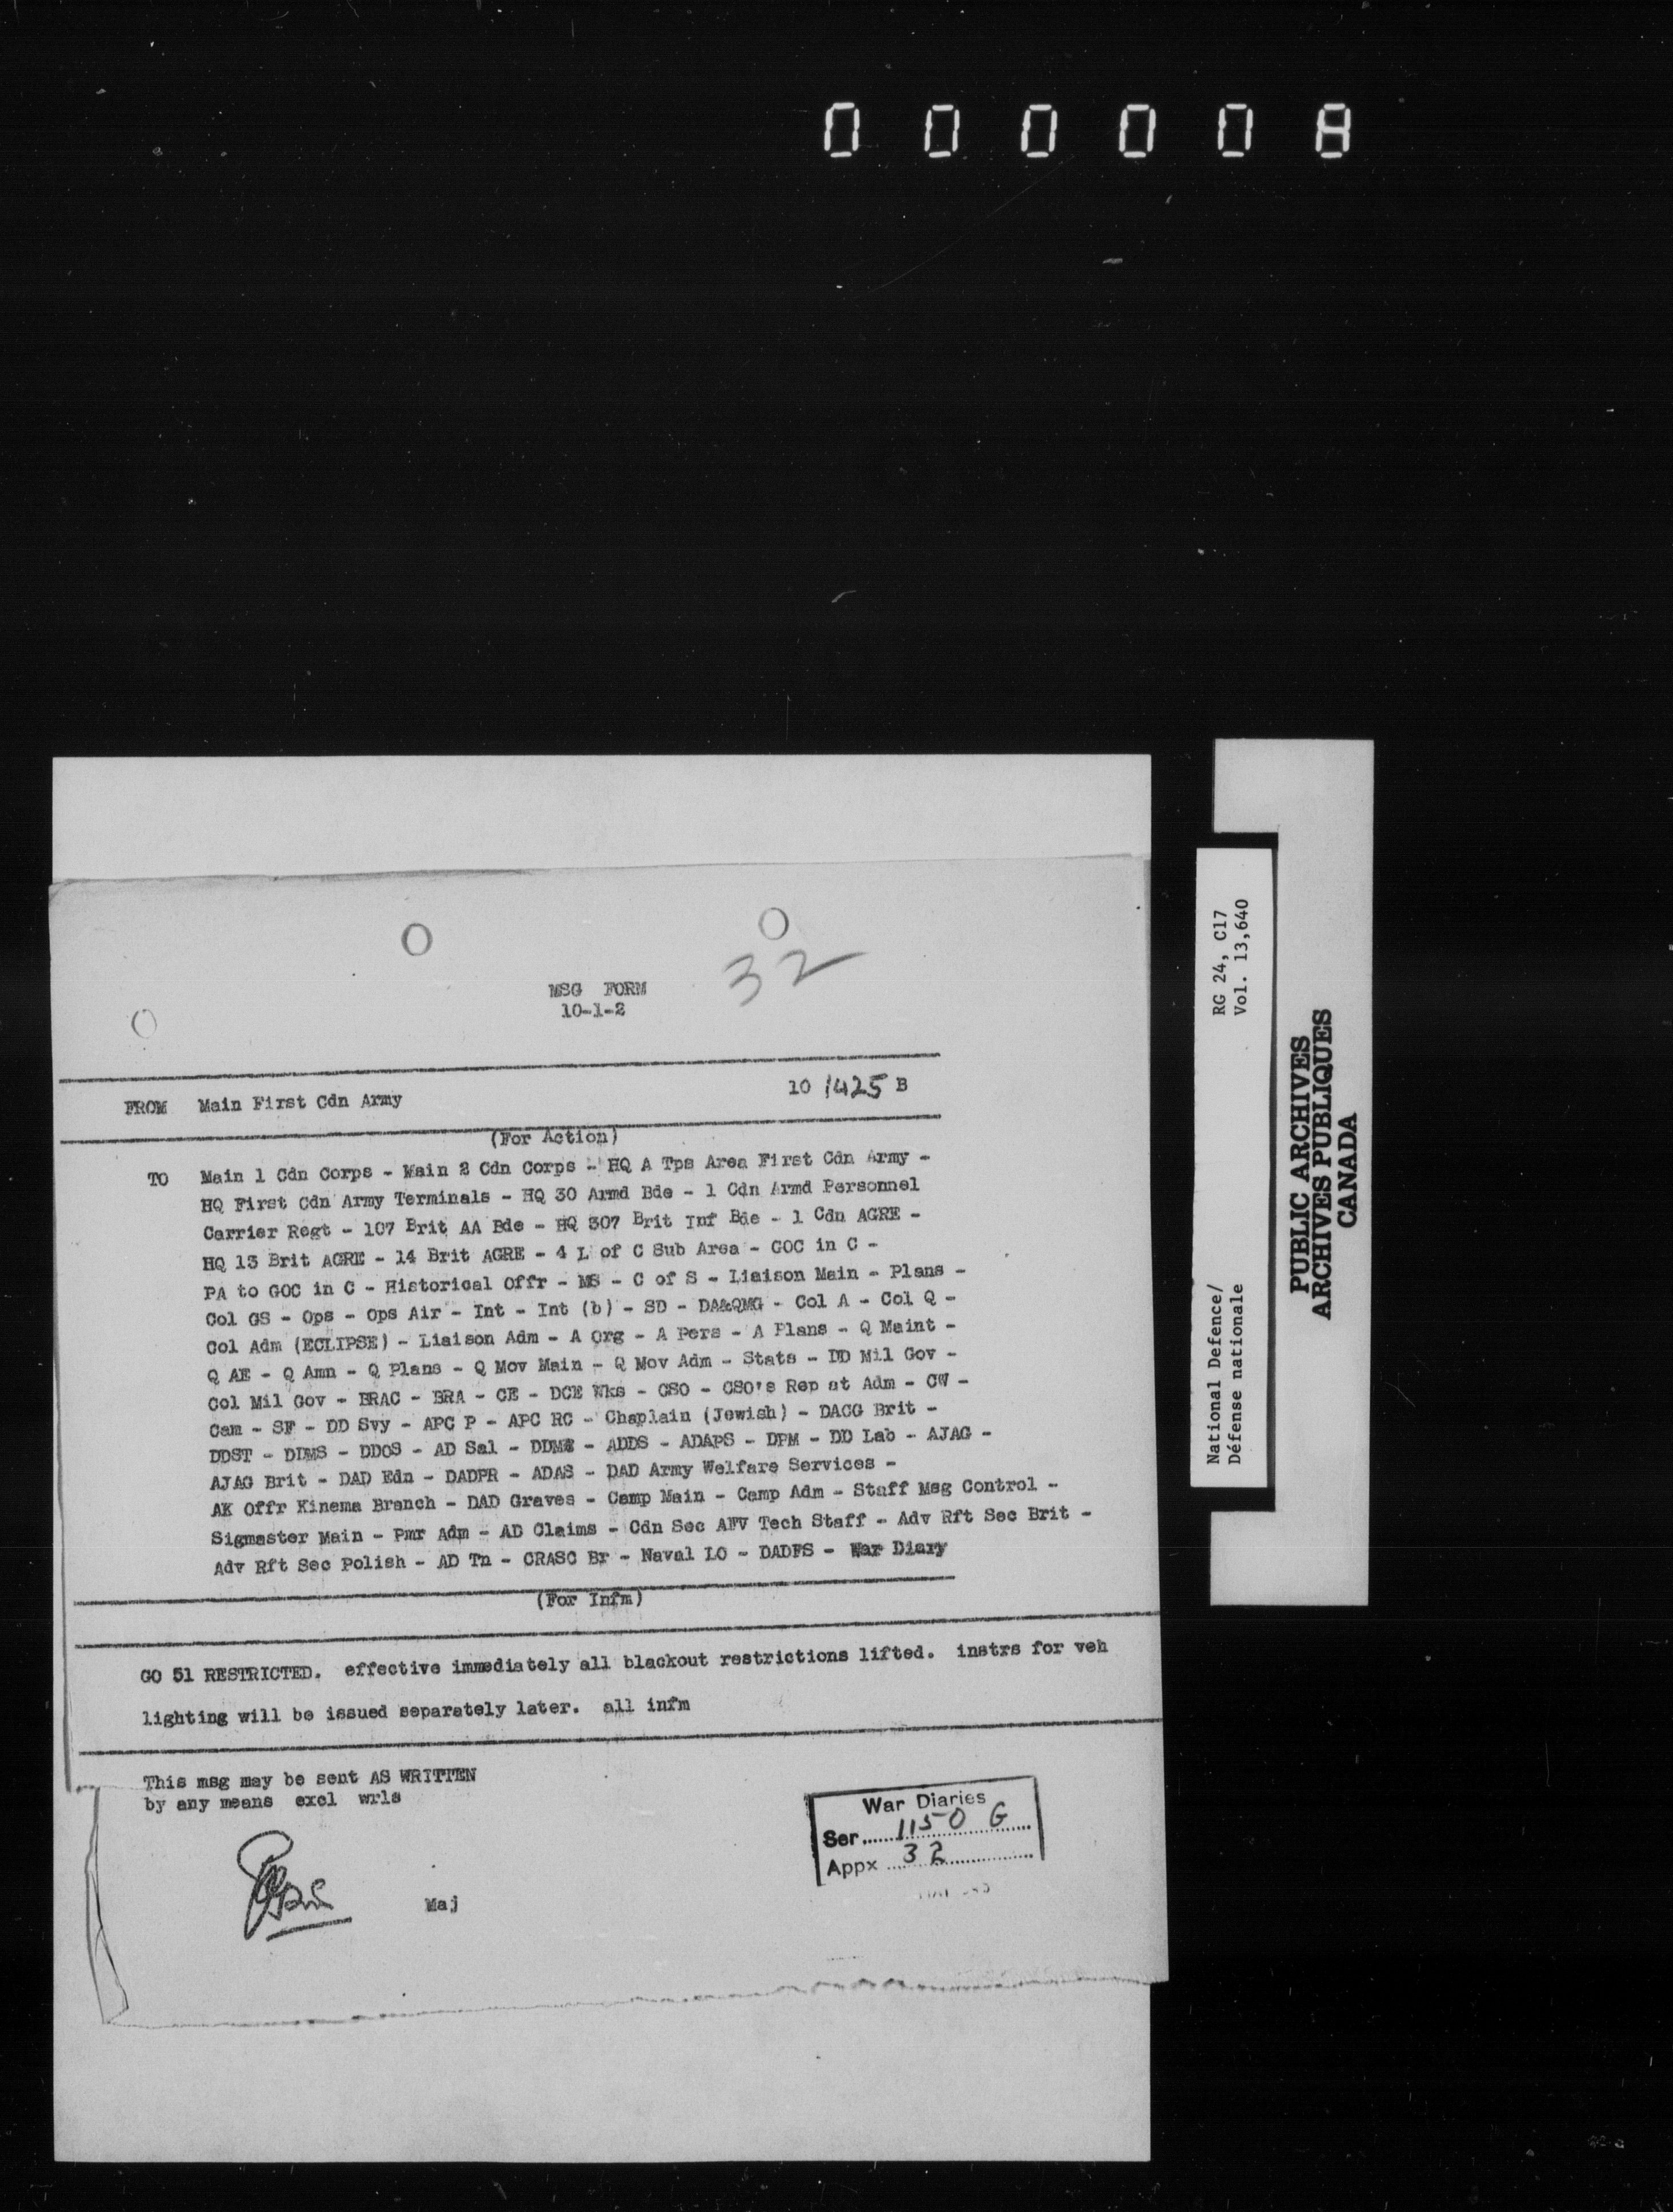 000008
32
MSG FORM
10-1-2
10 1425 B
FROM Main First Cdn Army
(For Action)
TO Main 1 Cdn Corps - Main 2 Cdn Corps - HQ A Tps Area First Cdn Army -
HQ First Cdn Army Terminals - HQ 30 Armd Bde - 1 Cdn Armd Personnel
Carrier Regt - 107 Brit AA Bde - HQ 307 Brit Inf Bde - 1 Cdn AGRE -
HQ 13 Brit AGRE - 14 Brit AGRE - 4 L of C Sub Area - GOC in C -
PA to GOC in C - Historical Offr - MS - C of S - Liaison Main - Plans -
Col GS - Ops - Ops Air - Int - Int (b) - SD - DA&QMG - Col A - Col Q -
Col Adm (ECLIPSE) - Liaison Adm - A Org - A Pers - A Plans - Q Maint -
Q AE - Q Amn - Q Plans - Q Mov Main - Q Mov Adm - Stats - DD Mil Gov -
Col Mil Gov - BRAC - BRA - CE - DCE Wks - CSO - CSO's Rep at Adm - CW -
Cam - SF - DD Svy - APC P - APC RC - Chaplain (Jewish) - DACG Brit -
DDST - DDMS - DDOS - AD Sal - DDME - ADDS - ADAPS - DPM - DD Lab - AJAG -
AJAG Brit - DAD Edn - DADPR - ADAS - DAD Army Welfare Services -
AK Offr Kinema Branch - DAD Graves - Camp Main - Camp Adm - Staff Msg Control -
Sigmaster Main - Pmr Adm - AD Claims - Cdn Sec AFV Tech Staff - Adv Rft Sec Brit -
Adv Rft Sec Polish - AD Tn - CRASC Br - Naval LO - DADFS - War Diary
(For Infm)
GO 51 RESTRICTED. effective immediately all blackout restrictions lifted. instrs for veh
lighting will be issued separately later. all infm
This msg may be sent AS WRITTEN
by any means excl wrls
Maj
War Diaries
Ser 1150 G
Appx 32
RG 24, C17
Vol. 13,640
National Defence/
Défense nationale
PUBLIC ARCHIVES
ARCHIVES PUBLIQUES
CANADA